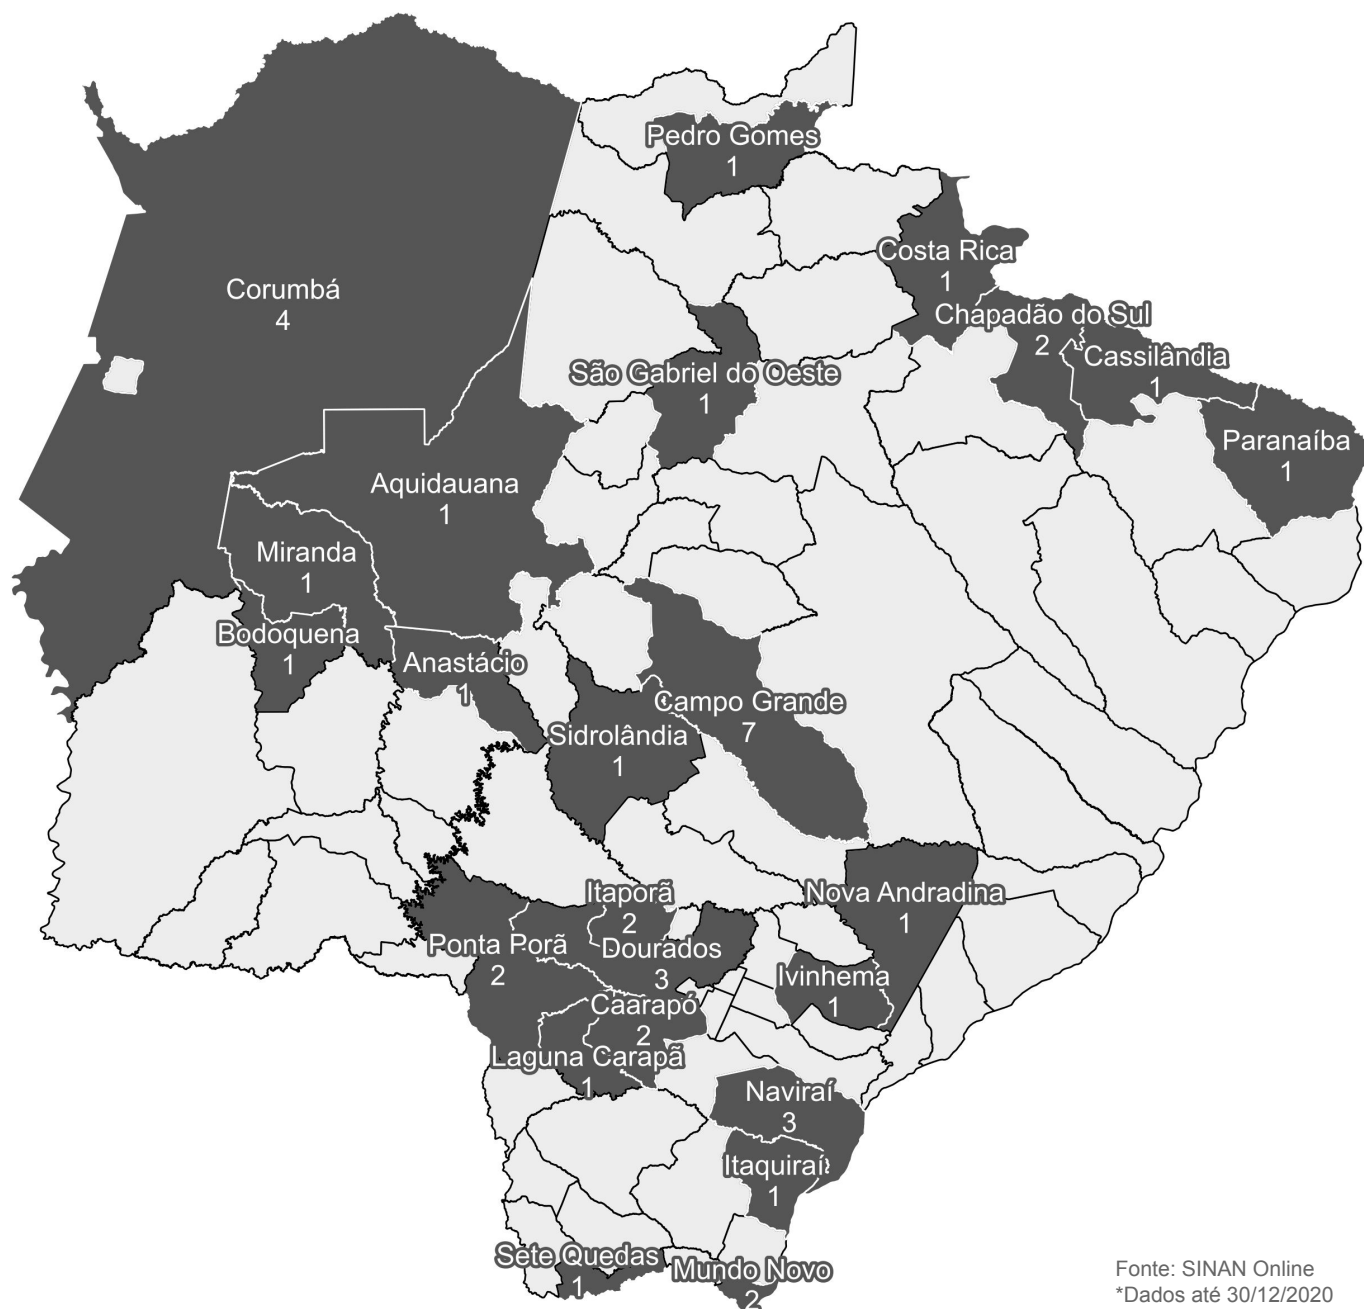 Pedro Gomes
1
Costa Rica
1
Corumbá
4
Chapadão do Sul
2
Cassilândia
1
São Gabriel do Oeste
1
Paranaíba
1
Aquidauana
1
Miranda
1
Bodoquena
1
Anastácio
1
Campo Grande
7
Sidrolândia
1
Nova Andradina
1
Itaporã
2
Ponta Porã
2
Dourados
3
Ivinhema
1
Caarapó
2
Laguna Carapã
1
Naviraí
3
Itaquiraí
1
Sete Quedas
1
Mundo Novo
2
Fonte: SINAN Online
*Dados até 30/12/2020